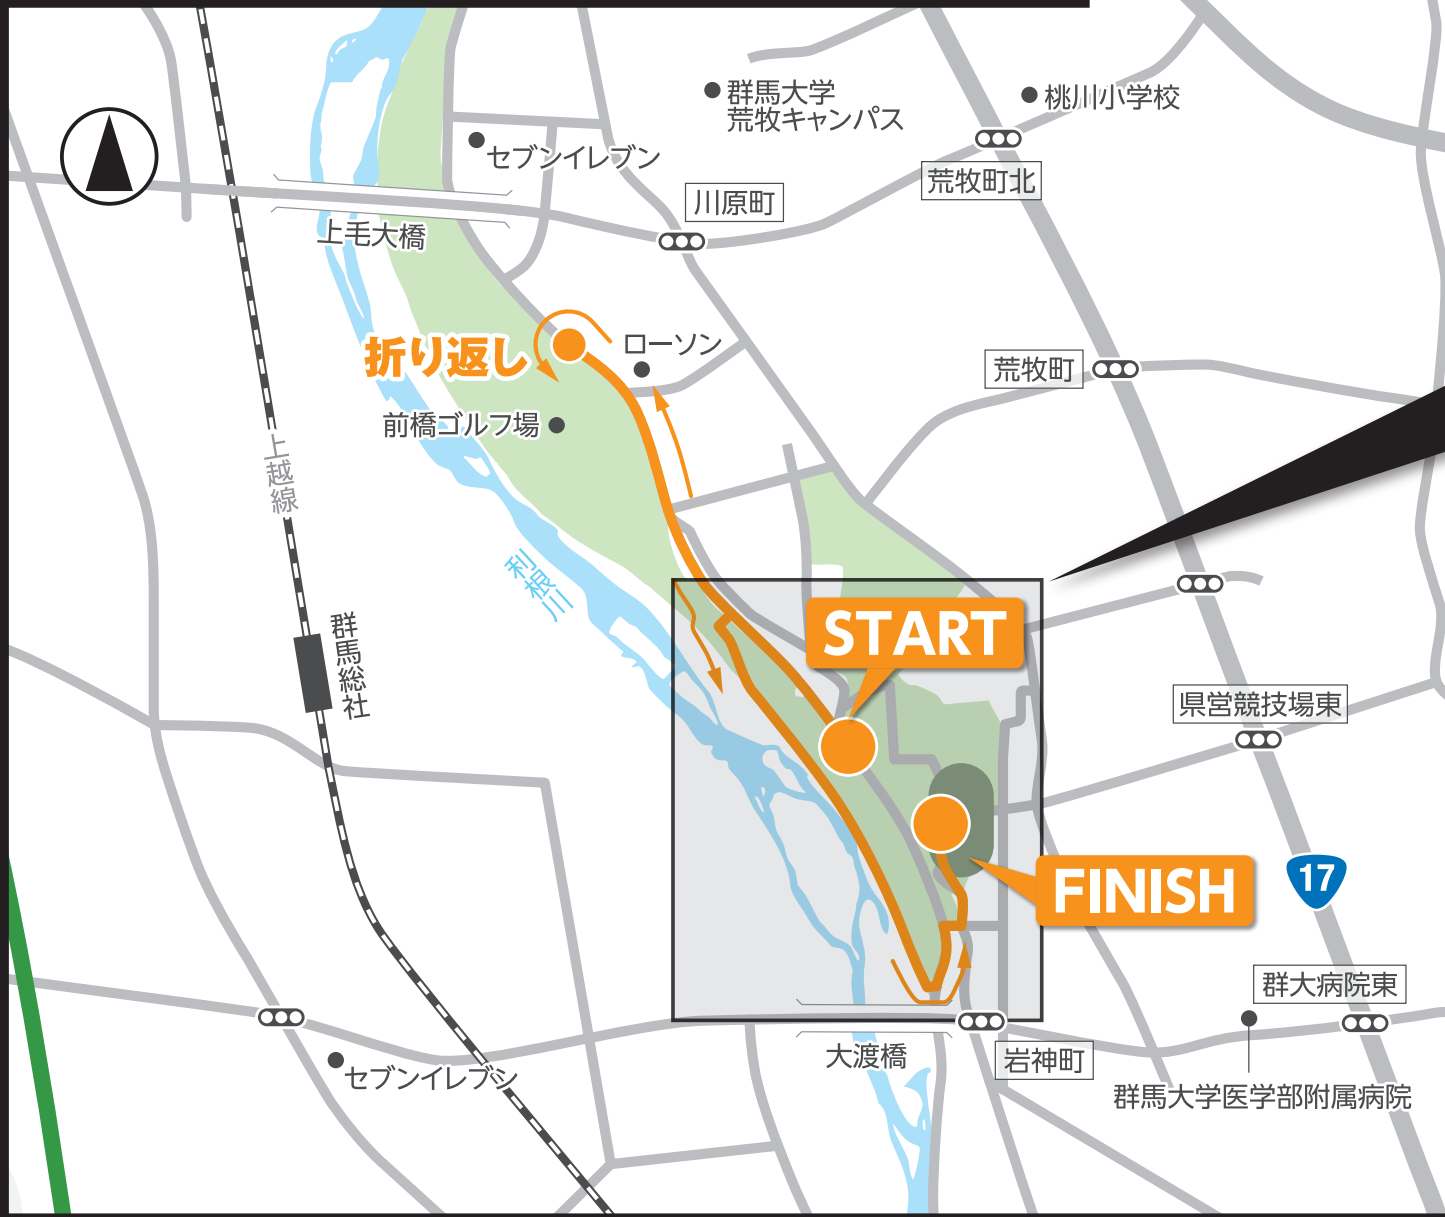 群馬大学
荒牧キャンパス
桃川小学校
セブンイレブン
荒牧町北
川原町
上毛大橋
ローソン
折り返し
荒牧町
前橋ゴルフ場
上越線
利根川
START
群馬総社
県営競技場東
17
FINISH
群大病院東
大渡橋
岩神町
セブンイレブン
群馬大学医学部附属病院